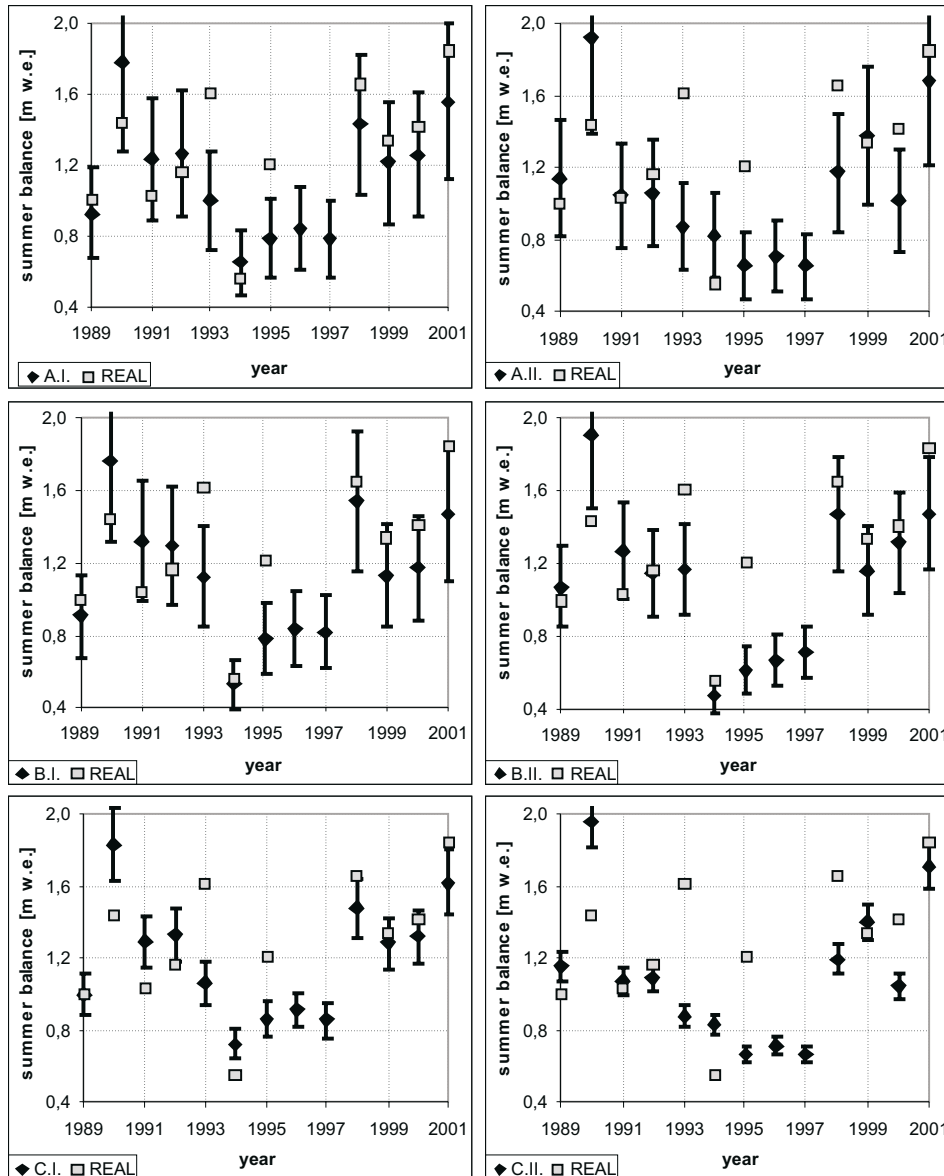 2,0
1,6
1,2
0,8
0,4
summer balance [m w.e.]
1989 1991 1993 1995 1997 1999 2001
year
A.I. REAL
2,0
1,6
1,2
0,8
0,4
summer balance [m w.e.]
1989 1991 1993 1995 1997 1999 2001
year
A.II. REAL
2,0
1,6
1,2
0,8
0,4
summer balance [m w.e.]
1989 1991 1993 1995 1997 1999 2001
year
B.I. REAL
2,0
1,6
1,2
0,8
0,4
summer balance [m w.e.]
1989 1991 1993 1995 1997 1999 2001
year
B.II. REAL
2,0
1,6
1,2
0,8
0,4
summer balance [m w.e.]
1989 1991 1993 1995 1997 1999 2001
year
C.I. REAL
2,0
1,6
1,2
0,8
0,4
summer balance [m w.e.]
1989 1991 1993 1995 1997 1999 2001
year
C.II. REAL